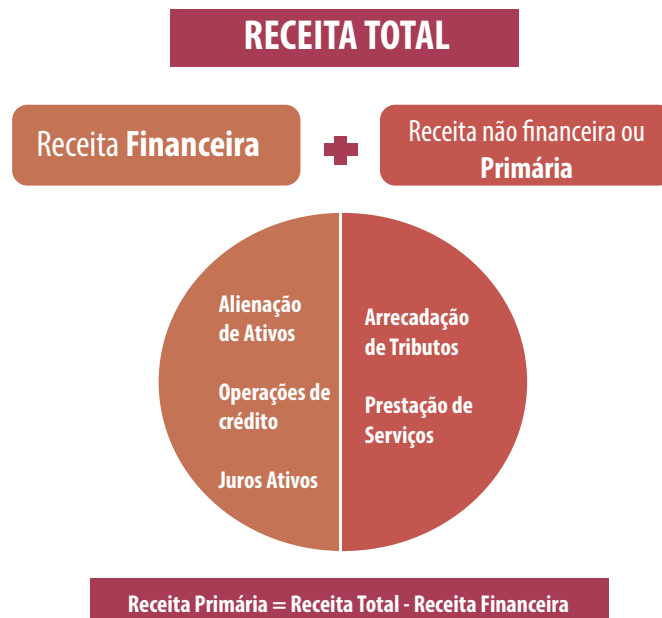 RECEITA TOTAL
Receita Financeira
Receita não financeira ou
Primária
Alienação
de Ativos
Operações de
crédito
Juros Ativos
Arrecadação
de Tributos
Prestação de
Serviços
Receita Primária = Receita Total - Receita Financeira